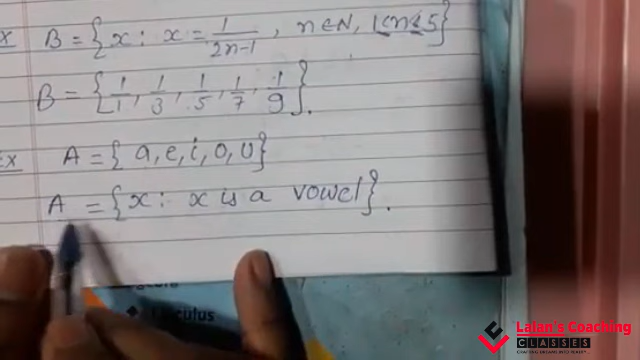 EX B = {x : x = 1/(2n-1), n∈N, 1≤n≤5}
B = {1/1, 1/3, 1/5, 1/7, 1/9}.
EX A = {a, e, i, o, u}
A = {x : x is a vowel}.
Calculus
Lalan's Coaching
CLASSES